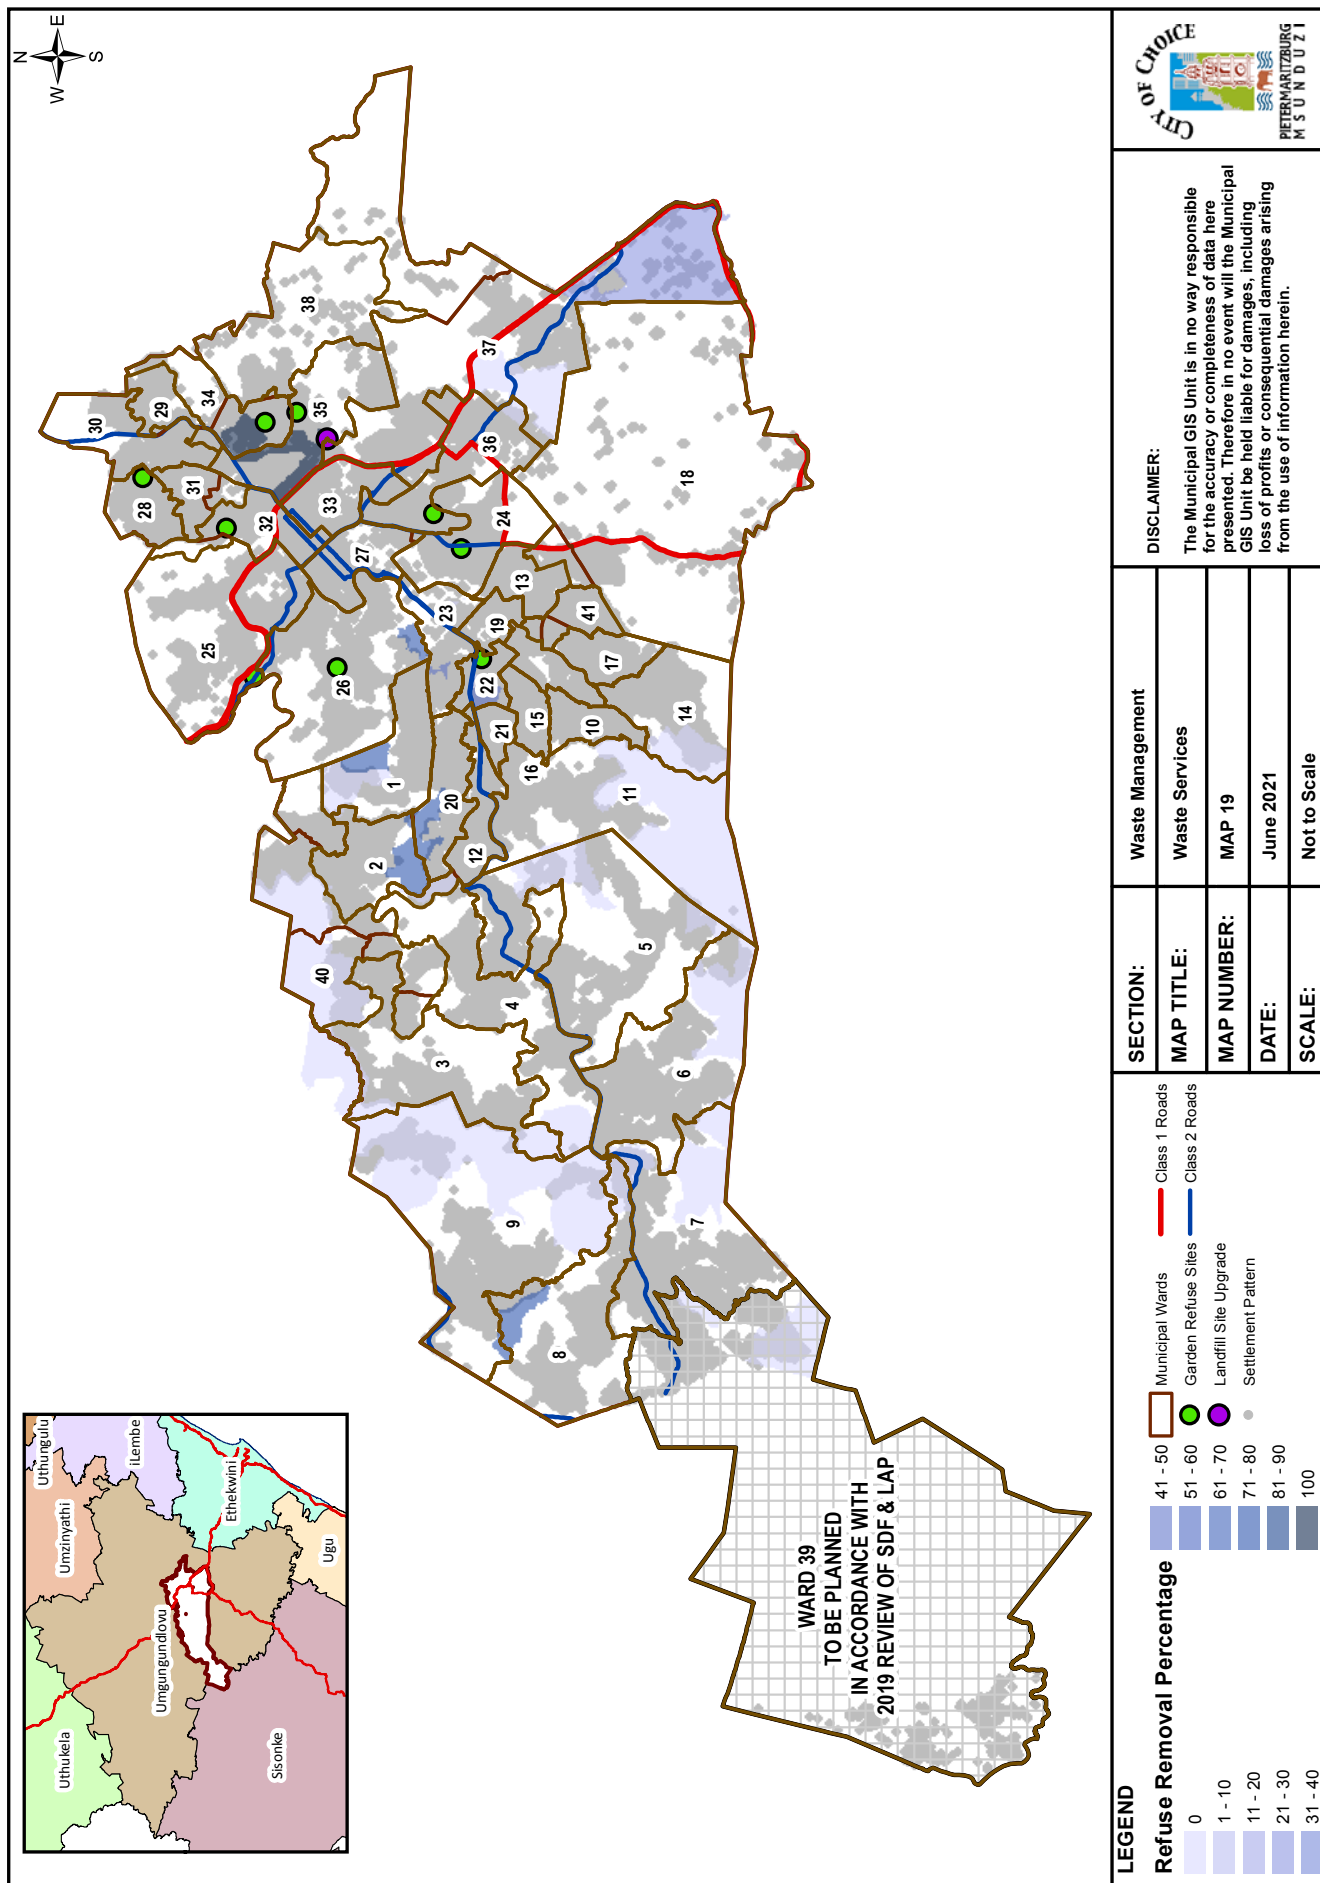 N
W
E
S
Uthungulu
Umzinyathi
iLembe
Uthukela
Umgungundlovu
Ethekwini
Ugu
Sisonke
30
29
34
38
28
31
35
32
33
37
36
25
27
24
18
26
23
13
19
41
22
17
21
15
10
14
1
16
20
11
12
2
40
5
4
3
6
9
7
8
WARD 39
TO BE PLANNED
IN ACCORDANCE WITH
2019 REVIEW OF SDF & LAP
LEGEND
Refuse Removal Percentage
0
1 - 10
11 - 20
21 - 30
31 - 40
41 - 50
51 - 60
61 - 70
71 - 80
81 - 90
100
Municipal Wards
Garden Refuse Sites
Landfill Site Upgrade
Settlement Pattern
Class 1 Roads
Class 2 Roads
SECTION:
Waste Management
MAP TITLE:
Waste Services
MAP NUMBER:
MAP 19
DATE:
June 2021
SCALE:
Not to Scale
DISCLAIMER:
The Municipal GIS Unit is in no way responsible
for the accuracy or completeness of data here
presented. Therefore in no event will the Municipal
GIS Unit be held liable for damages, including
loss of profits or consequential damages arising
from the use of information herein.
CITY OF CHOICE
PIETERMARITZBURG
MSUNDUZI